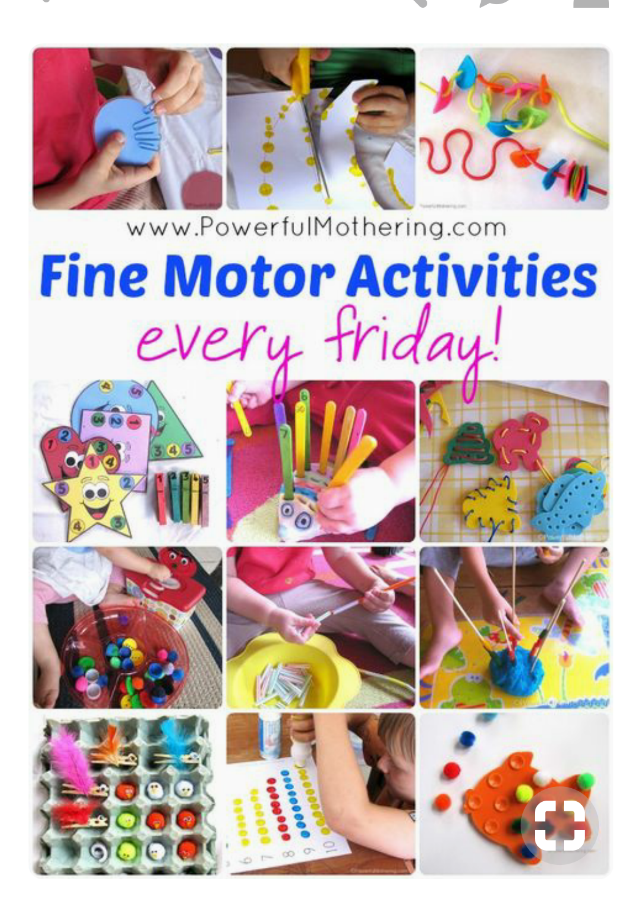 www.PowerfulMothering.com
Fine Motor Activities
every friday!